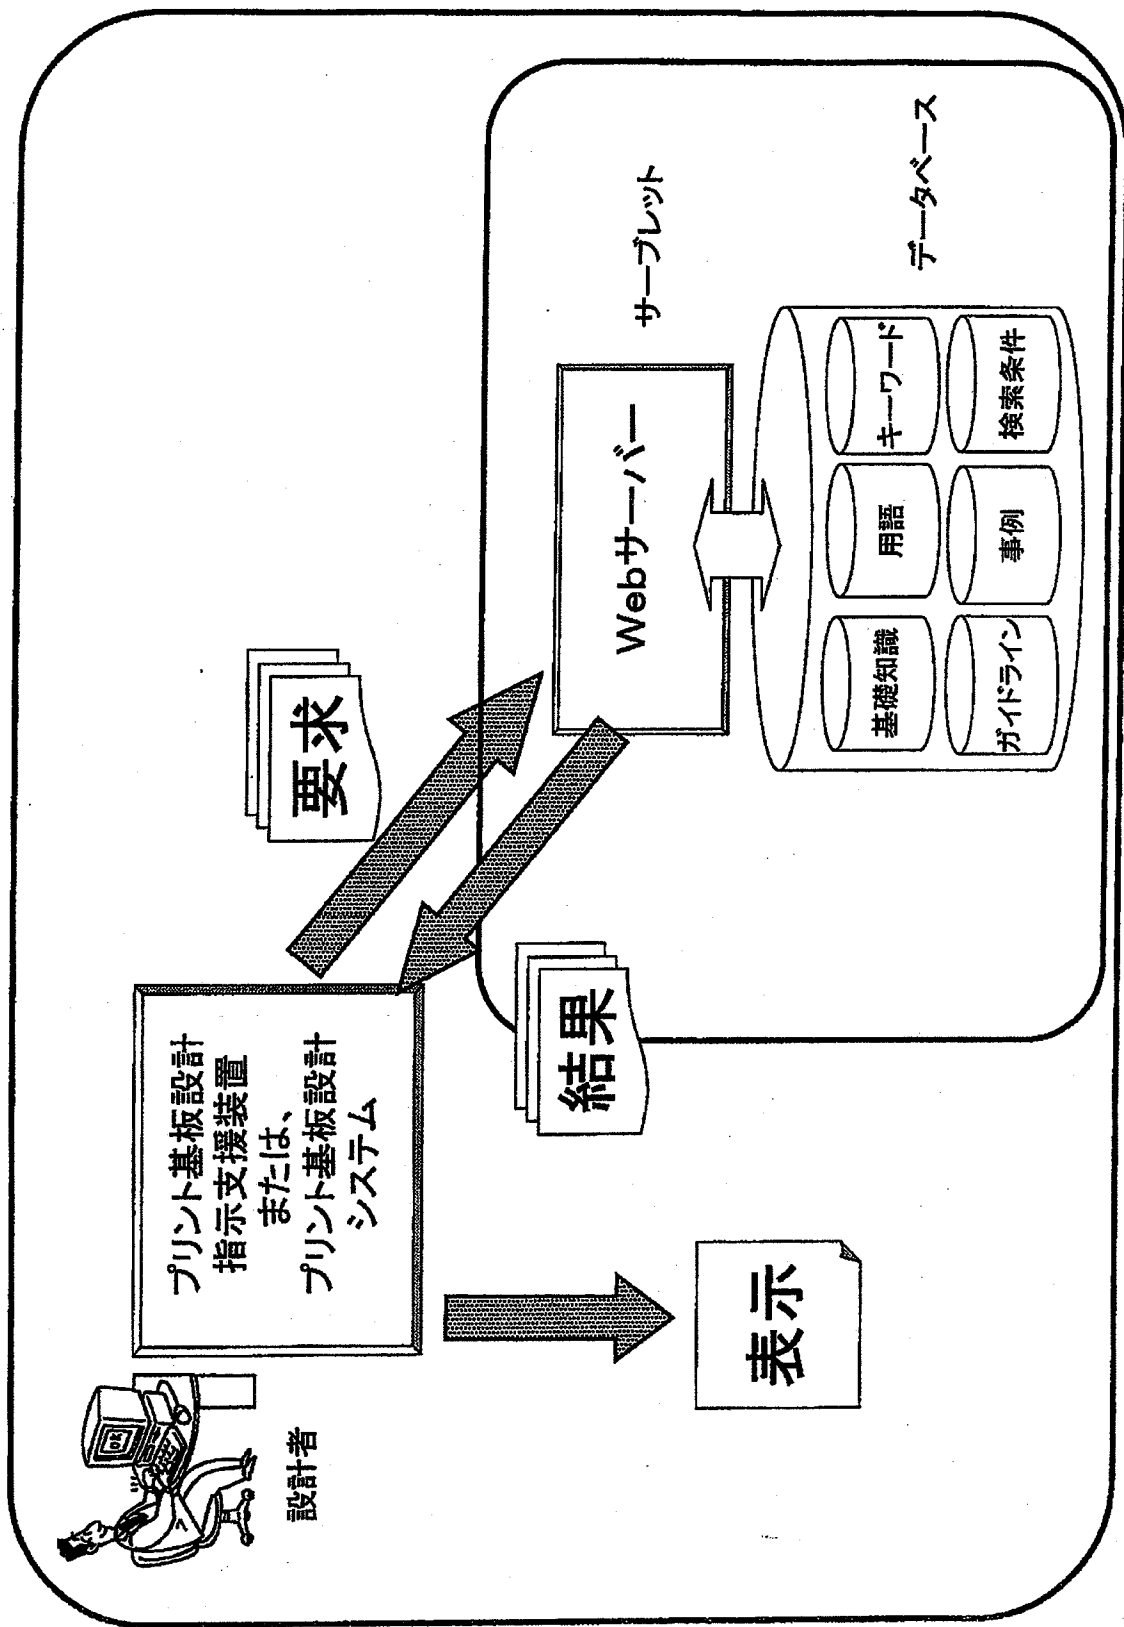 設計者
プリント基板設計
指示支援装置
または、
プリント基板設計
システム
要求
結果
表示
Webサーバー
サーブレット
基礎知識
用語
キーワード
ガイドライン
事例
検索条件
データベース
OK